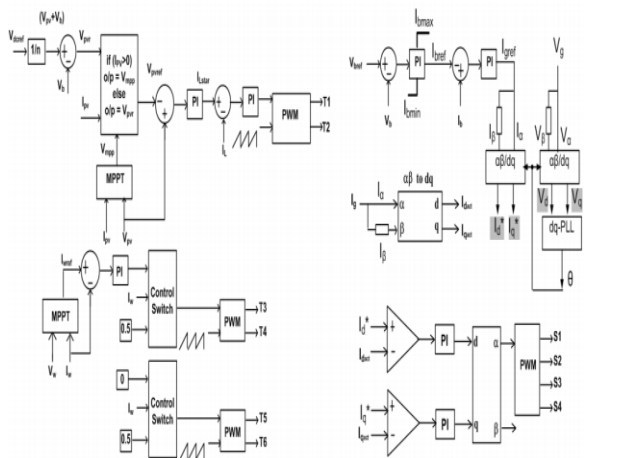 (Vpv+Vb)
Vdcref
1/n
+
−
Vpvr
Vb
Ipv
if (Ipv>0)
o/p = Vmpp
else
o/p = Vpvr
Vpvref
−
+
PI
ILstar
+
−
iL
PI
PWM
T1
T2
Vmpp
MPPT
Ipv
Vpv
Iwref
+
−
PI
MPPT
Vw
Iw
Iw
0.5
Control
Switch
PWM
T3
T4
0
Iw
0.5
Control
Switch
PWM
T5
T6
Ibmax
Vbref
+
−
Vb
PI
Ibmin
Ibref
+
−
Ib
PI
Igref
Vg
Iβ
Iα
Vβ
Vα
αβ/dq
αβ/dq
Id*
Iq*
Vd
Vq
dq-PLL
θ
αβ to dq
Ig
Iα
Iβ
α
β
d
q
Idact
Iqact
Id*
Idact
+
−
PI
Iq*
Iqact
+
−
PI
d
q
α
β
PWM
S1
S2
S3
S4